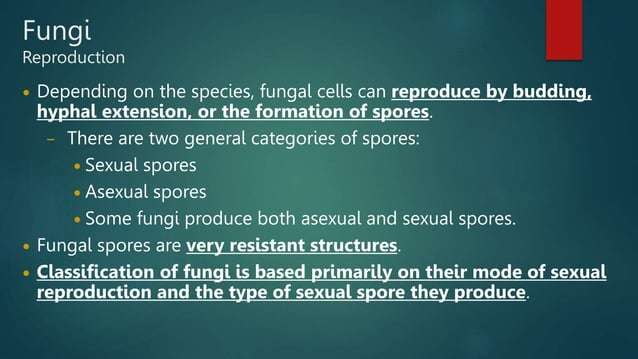 Fungi
Reproduction
• Depending on the species, fungal cells can reproduce by budding,
hyphal extension, or the formation of spores.
– There are two general categories of spores:
• Sexual spores
• Asexual spores
• Some fungi produce both asexual and sexual spores.
• Fungal spores are very resistant structures.
• Classification of fungi is based primarily on their mode of sexual
reproduction and the type of sexual spore they produce.